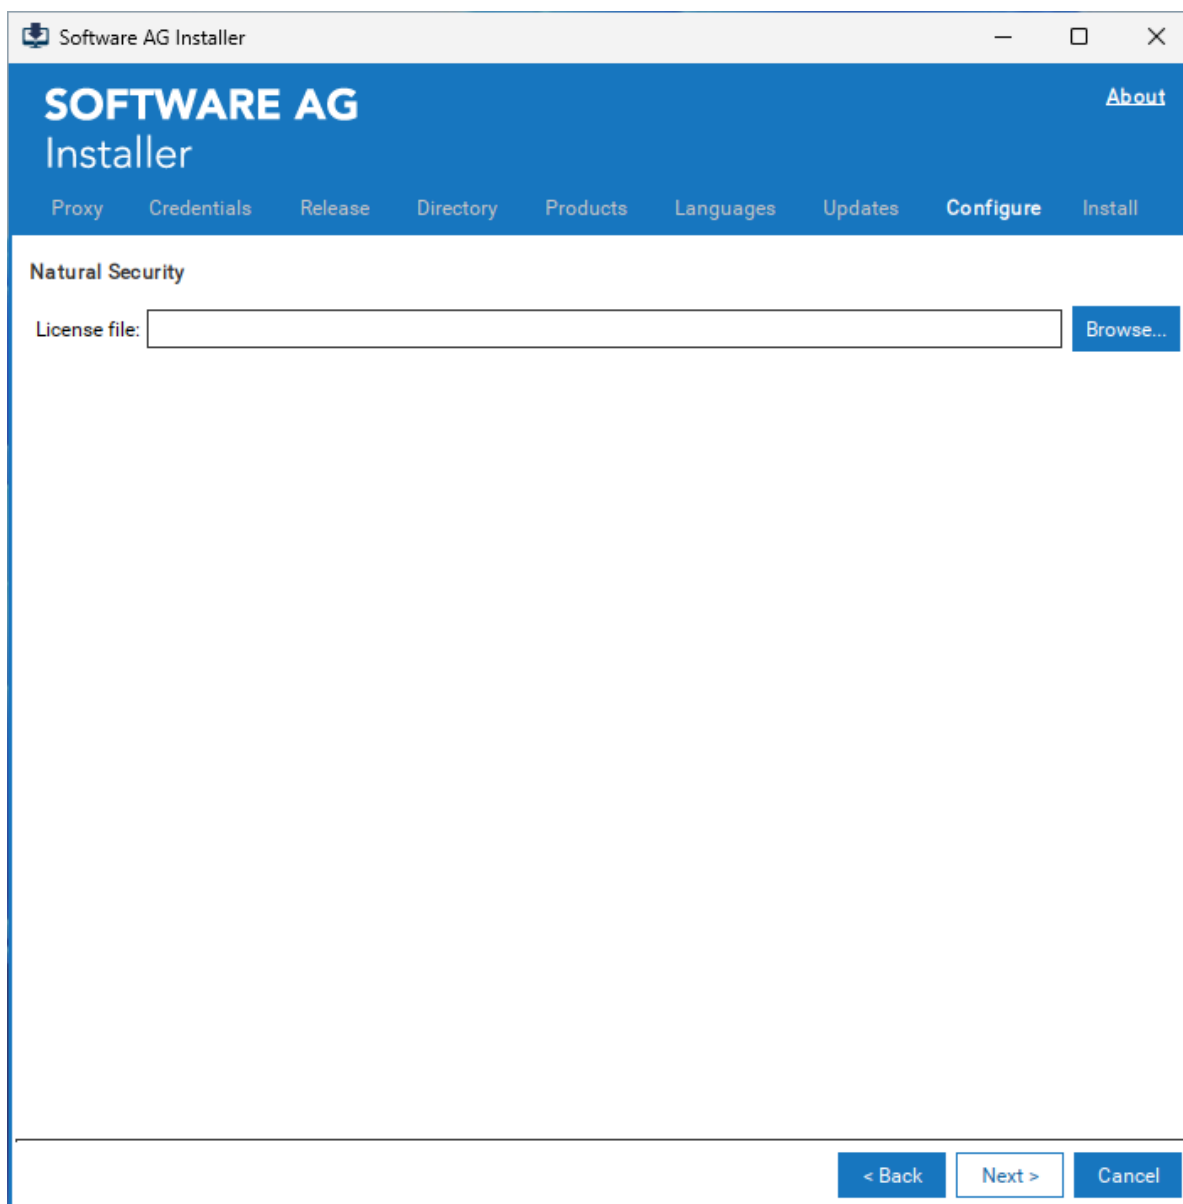 Software AG Installer
SOFTWARE AG
Installer
About
Proxy Credentials Release Directory Products Languages Updates Configure Install
Natural Security
License file:
Browse...
< Back Next > Cancel